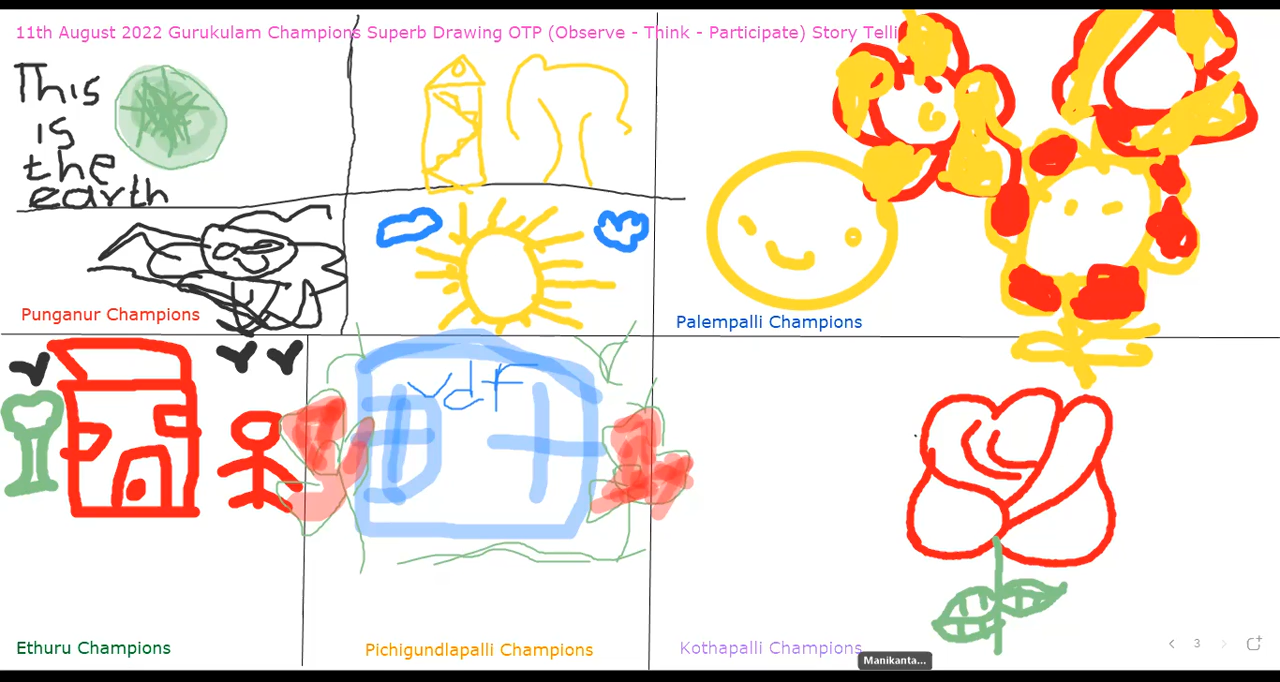 11th August 2022 Gurukulam Champions Superb Drawing OTP (Observe - Think - Participate) Story Telli
This
is
the
earth
Punganur Champions
Palempalli Champions
vdf
Ethuru Champions
Pichigundlapalli Champions
Kothapalli Champions
Manikanta...
3